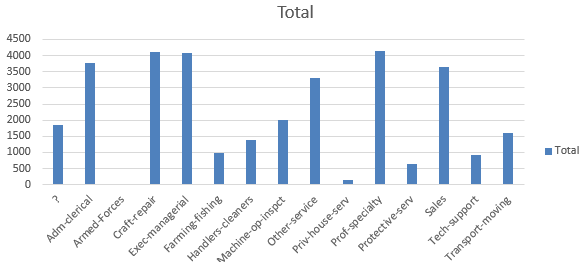 Total
4500
4000
3500
3000
2500
2000
1500
1000
500
0
?
Adm-clerical
Armed-Forces
Craft-repair
Exec-managerial
Farming-fishing
Handlers-cleaners
Machine-op-inspct
Other-service
Priv-house-serv
Prof-specialty
Protective-serv
Sales
Tech-support
Transport-moving
Total